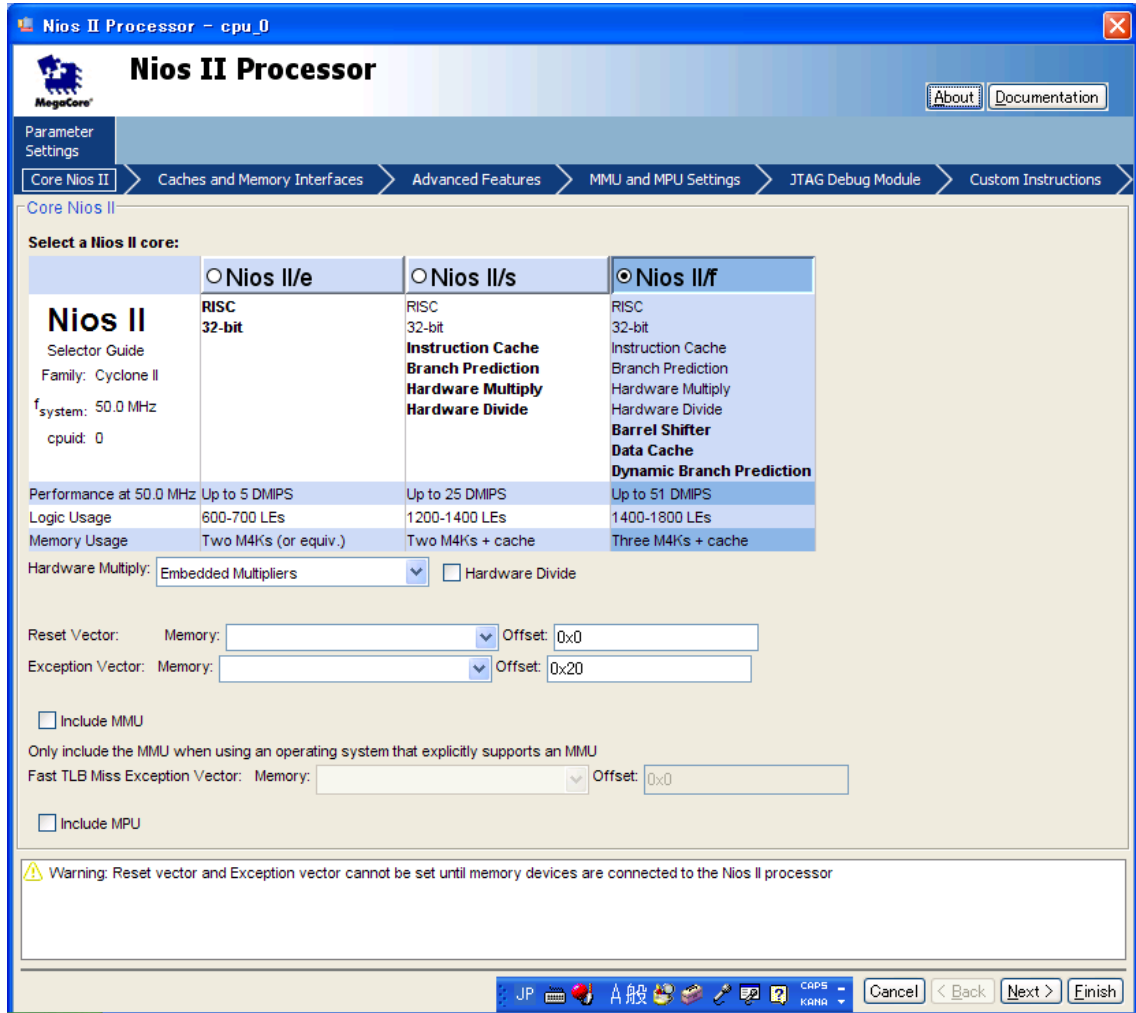 Nios II Processor - cpu_0
MegaCore®
Nios II Processor
About
Documentation
Parameter
Settings
Core Nios II
Caches and Memory Interfaces
Advanced Features
MMU and MPU Settings
JTAG Debug Module
Custom Instructions
Core Nios II
Select a Nios II core:
Nios II/e
Nios II/s
Nios II/f
Nios II
Selector Guide
Family: Cyclone II
fsystem: 50.0 MHz
cpuid: 0
RISC
32-bit
RISC
32-bit
Instruction Cache
Branch Prediction
Hardware Multiply
Hardware Divide
RISC
32-bit
Instruction Cache
Branch Prediction
Hardware Multiply
Hardware Divide
Barrel Shifter
Data Cache
Dynamic Branch Prediction
Performance at 50.0 MHz Up to 5 DMIPS Up to 25 DMIPS Up to 51 DMIPS
Logic Usage 600-700 LEs 1200-1400 LEs 1400-1800 LEs
Memory Usage Two M4Ks (or equiv.) Two M4Ks + cache Three M4Ks + cache
Hardware Multiply: Embedded Multipliers Hardware Divide
Reset Vector: Memory: Offset: 0x0
Exception Vector: Memory: Offset: 0x20
Include MMU
Only include the MMU when using an operating system that explicitly supports an MMU
Fast TLB Miss Exception Vector: Memory: Offset: 0x0
Include MPU
Warning: Reset vector and Exception vector cannot be set until memory devices are connected to the Nios II processor
JP A 般 CAPS KANA
Cancel < Back Next > Finish